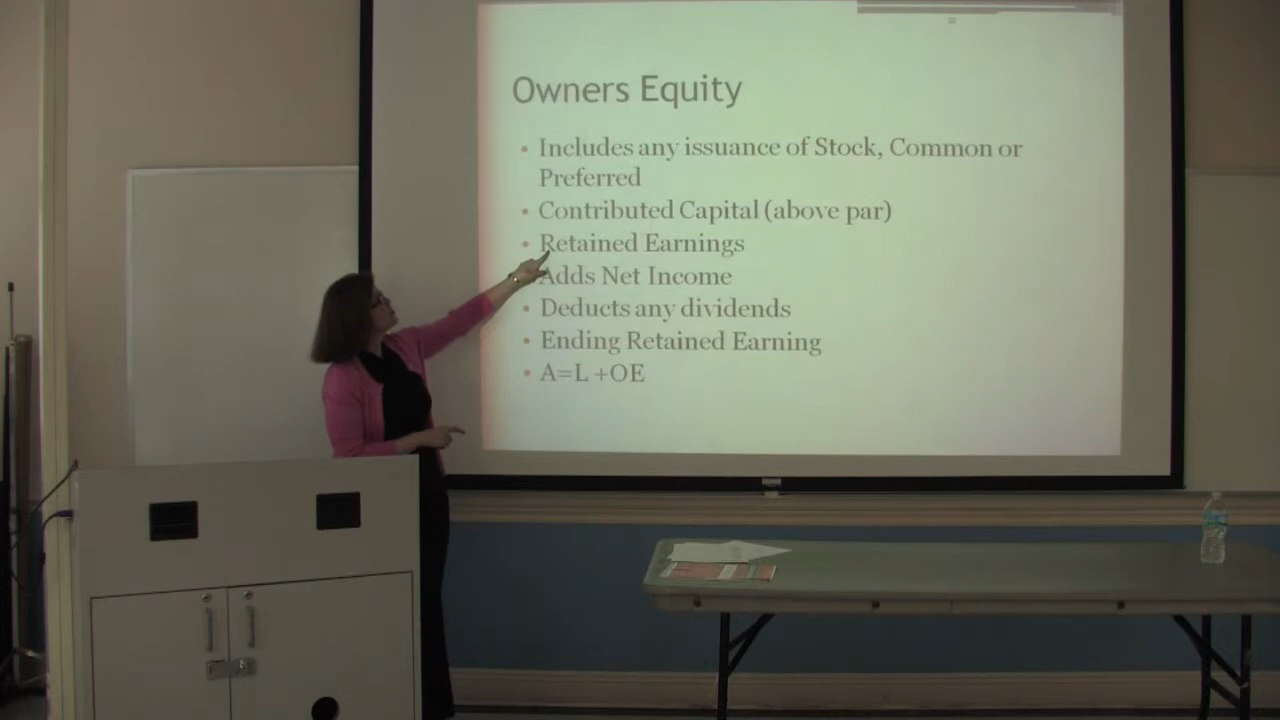 Owners Equity
• Includes any issuance of Stock, Common or
Preferred
• Contributed Capital (above par)
• Retained Earnings
• Adds Net Income
• Deducts any dividends
• Ending Retained Earning
• A=L +OE